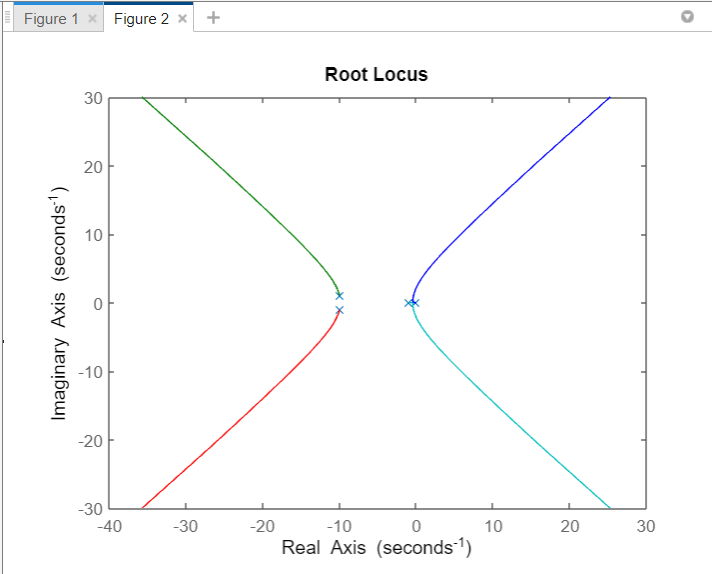 Figure 1 × Figure 2 × +
Root Locus
30
20
10
0
-10
-20
-30
Imaginary Axis (seconds⁻¹)
-40 -30 -20 -10 0 10 20 30
Real Axis (seconds⁻¹)